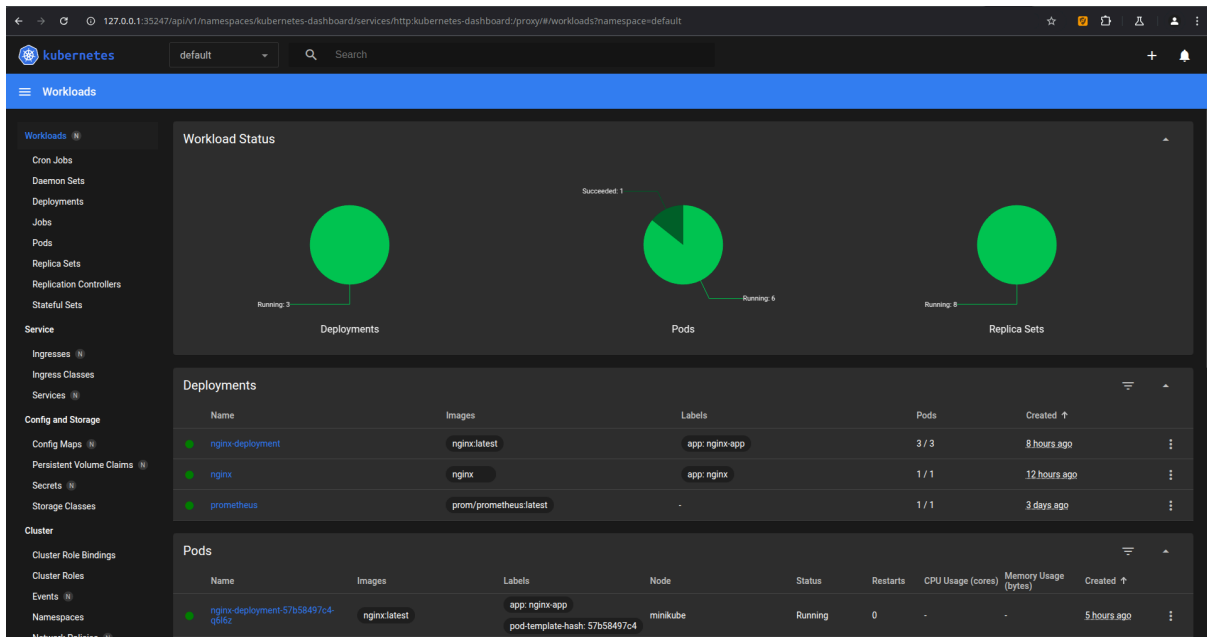 127.0.0.1:35247/api/v1/namespaces/kubernetes-dashboard/services/http:kubernetes-dashboard:/proxy/#/workloads?namespace=default
kubernetes
default
Search
Workloads
Workloads N
Cron Jobs
Daemon Sets
Deployments
Jobs
Pods
Replica Sets
Replication Controllers
Stateful Sets
Service
Ingresses N
Ingress Classes
Services N
Config and Storage
Config Maps N
Persistent Volume Claims N
Secrets N
Storage Classes
Cluster
Cluster Role Bindings
Cluster Roles
Events N
Namespaces
Network Policies N
Workload Status
Running: 3
Deployments
Succeeded: 1
Running: 6
Pods
Running: 8
Replica Sets
Deployments
Name Images Labels Pods Created
nginx-deployment nginx:latest app: nginx-app 3 / 3 8 hours ago
nginx nginx app: nginx 1 / 1 12 hours ago
prometheus prom/prometheus:latest - 1 / 1 3 days ago
Pods
Name Images Labels Node Status Restarts CPU Usage (cores) Memory Usage (bytes) Created
nginx-deployment-57b58497c4-
q6l6z
nginx:latest
app: nginx-app
pod-template-hash: 57b58497c4
minikube Running 0 - - 5 hours ago